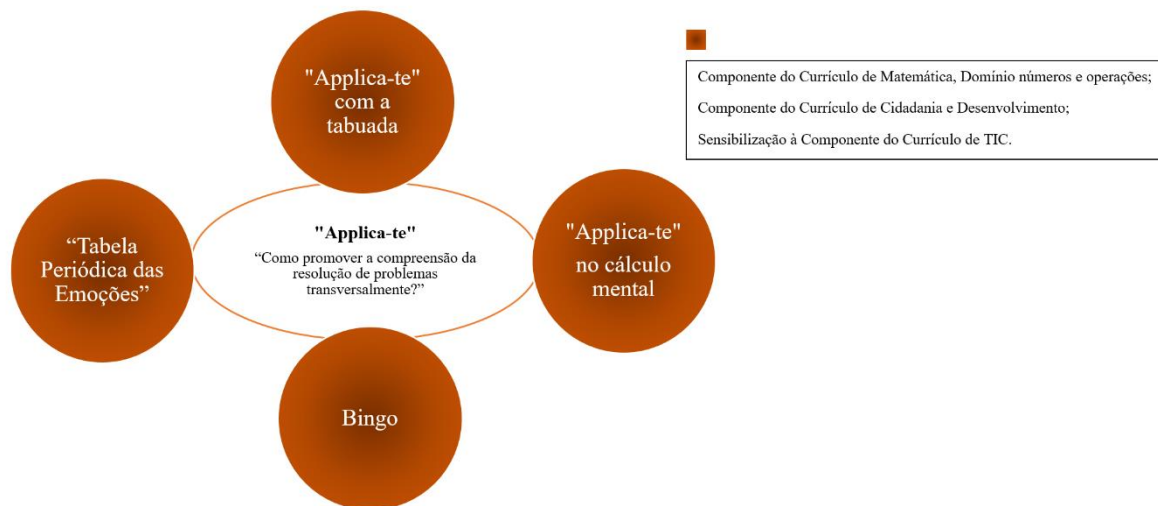 "Applica-te"
com a
tabuada
Componente do Currículo de Matemática, Domínio números e operações;
Componente do Currículo de Cidadania e Desenvolvimento;
Sensibilização à Componente do Currículo de TIC.
“Tabela
Periódica das
Emoções”
"Applica-te"
“Como promover a compreensão da
resolução de problemas
transversalmente?”
"Applica-te"
no cálculo
mental
Bingo